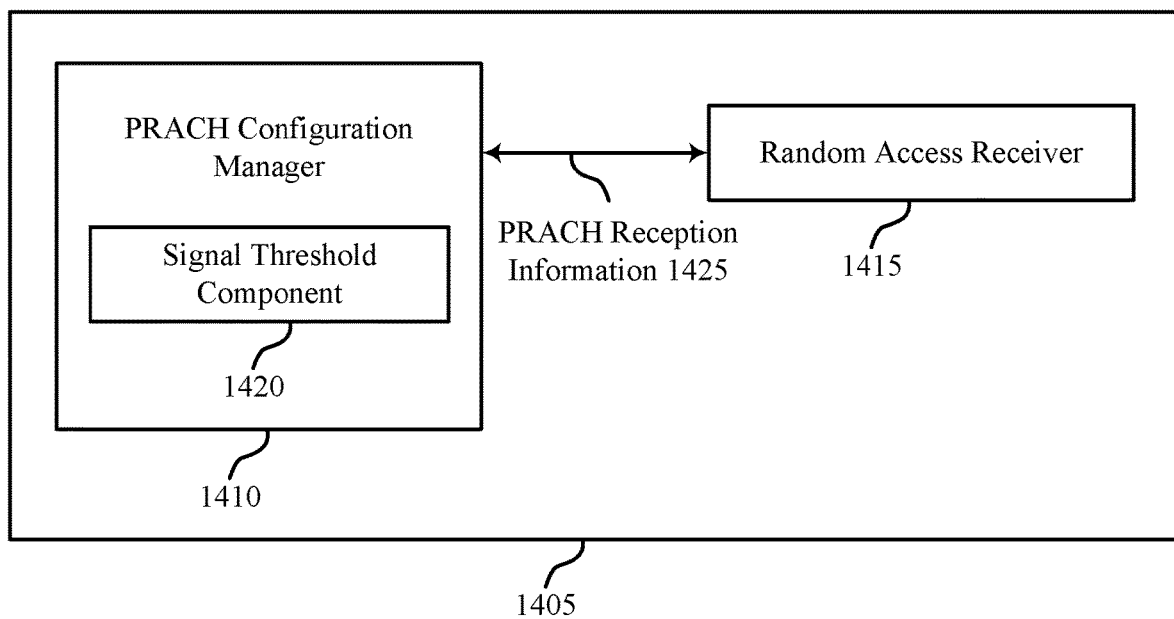 PRACH Configuration
Manager
Signal Threshold
Component
1420
1410
PRACH Reception
Information 1425
Random Access Receiver
1415
1405